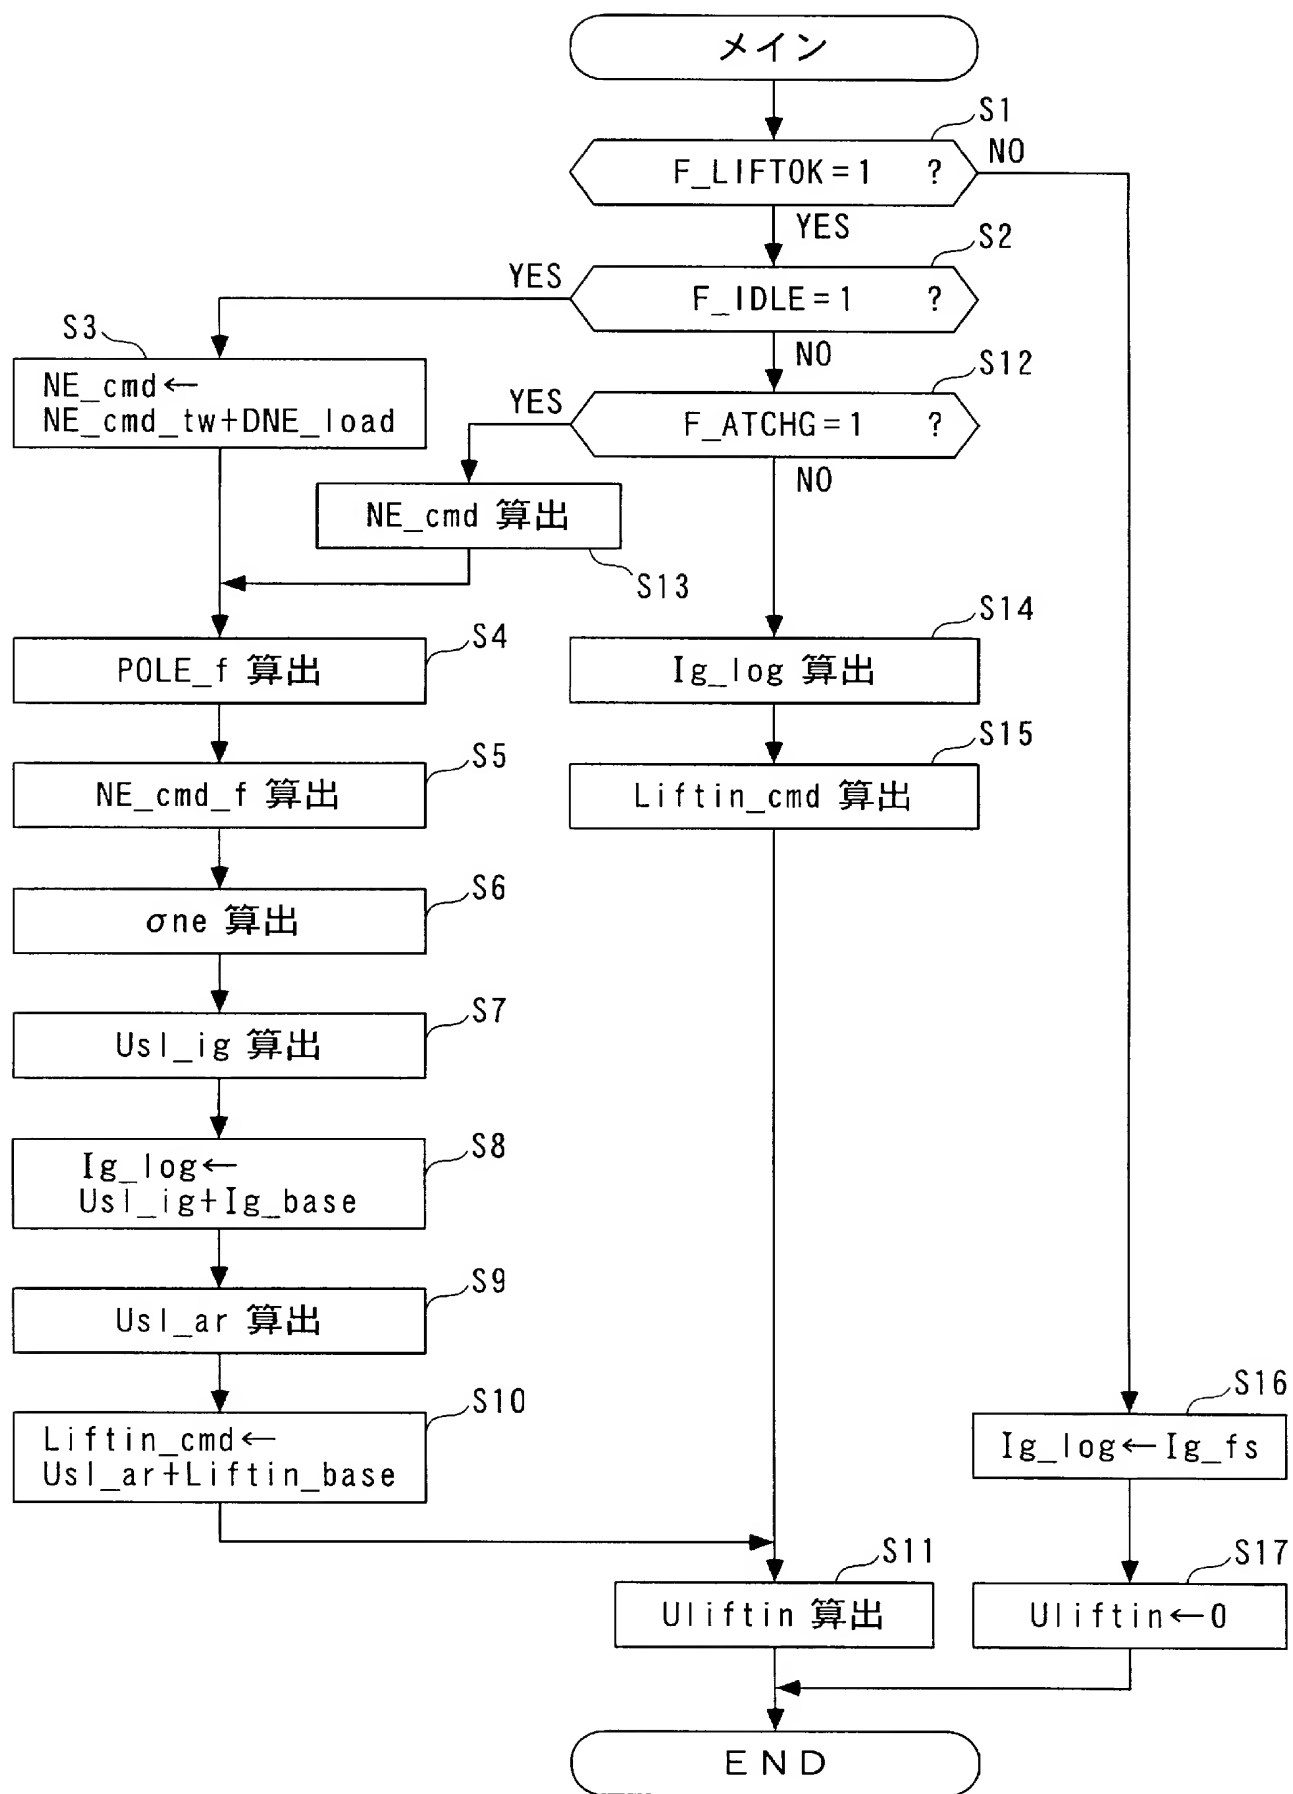 メイン
S1
F_LIFTOK=1 ?
NO
YES
S2
F_IDLE=1 ?
YES
NO
S3
NE_cmd←
NE_cmd_tw+DNE_load
S12
F_ATCHG=1 ?
YES
NO
NE_cmd 算出
S13
S4
POLE_f 算出
S14
Ig_log 算出
S5
NE_cmd_f 算出
S15
Liftin_cmd 算出
S6
σne 算出
S7
Usl_ig 算出
S8
Ig_log←
Usl_ig+Ig_base
S9
Usl_ar 算出
S10
Liftin_cmd←
Usl_ar+Liftin_base
S16
Ig_log←Ig_fs
S11
Uliftin 算出
S17
Uliftin←0
END